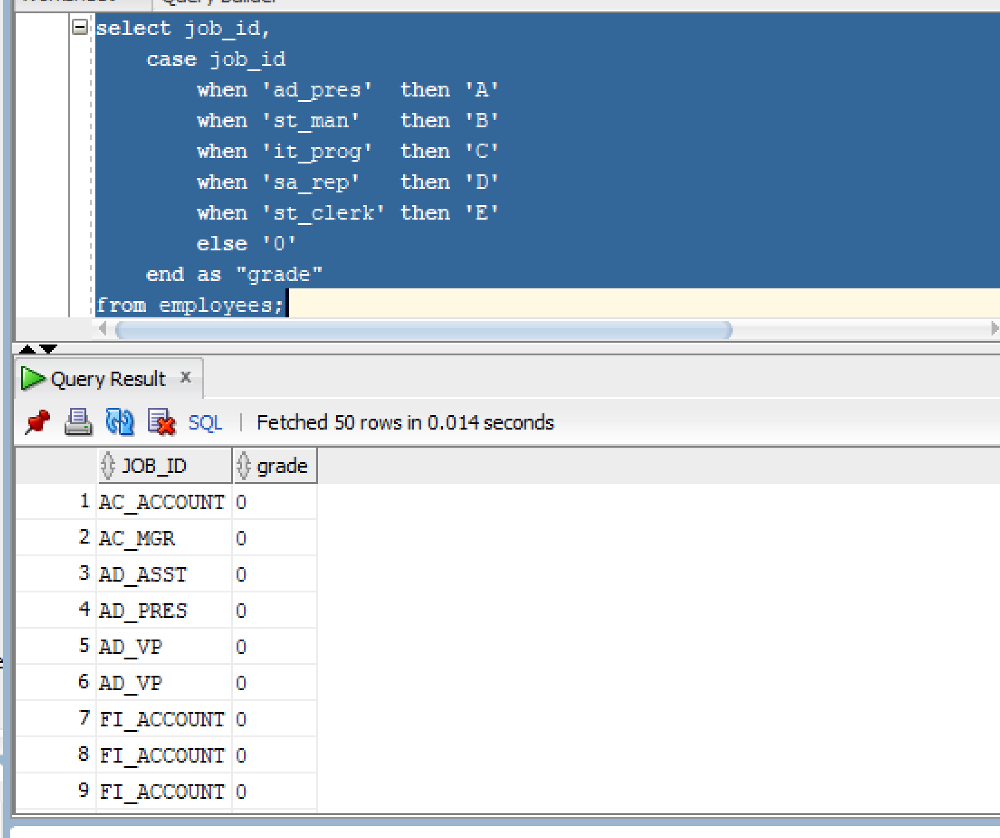 Query Builder
select job_id,
case job_id
when 'ad_pres' then 'A'
when 'st_man' then 'B'
when 'it_prog' then 'C'
when 'sa_rep' then 'D'
when 'st_clerk' then 'E'
else '0'
end as "grade"
from employees;
Query Result x
SQL | Fetched 50 rows in 0.014 seconds
JOB_ID grade
1 AC_ACCOUNT 0
2 AC_MGR 0
3 AD_ASST 0
4 AD_PRES 0
5 AD_VP 0
6 AD_VP 0
7 FI_ACCOUNT 0
8 FI_ACCOUNT 0
9 FI_ACCOUNT 0